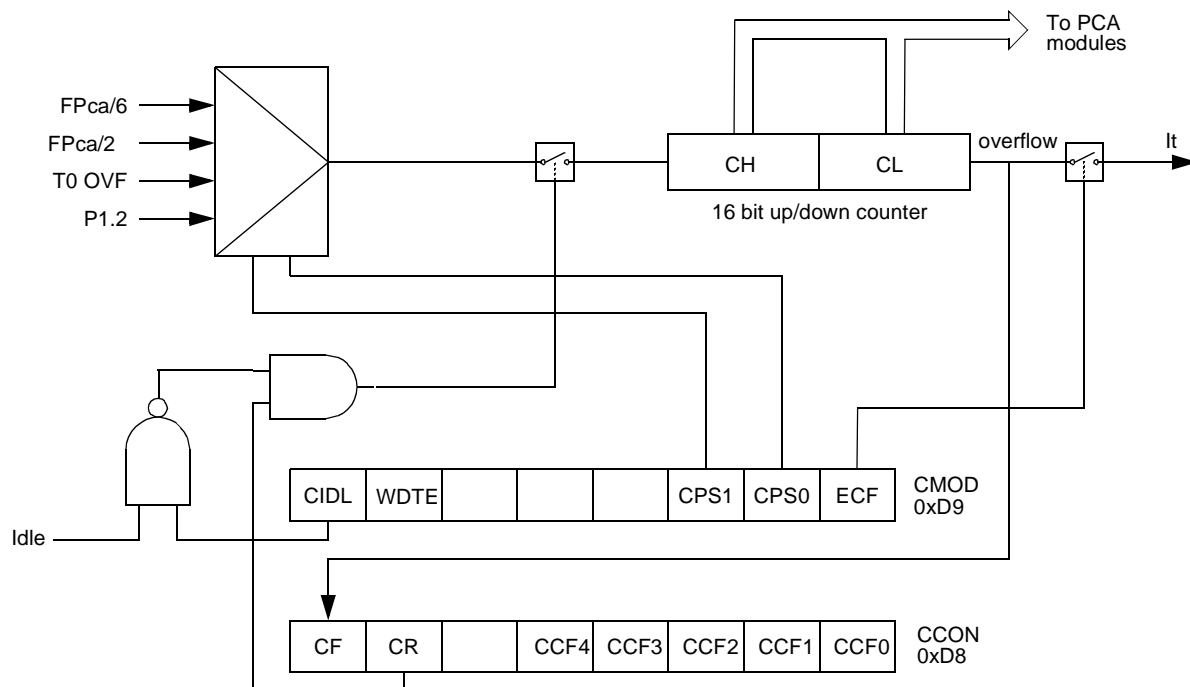 To PCA
modules
FPca/6
FPca/2
T0 OVF
P1.2
CH
CL
overflow
It
16 bit up/down counter
CIDL
WDTE
CPS1
CPS0
ECF
CMOD
0xD9
Idle
CF
CR
CCF4
CCF3
CCF2
CCF1
CCF0
CCON
0xD8